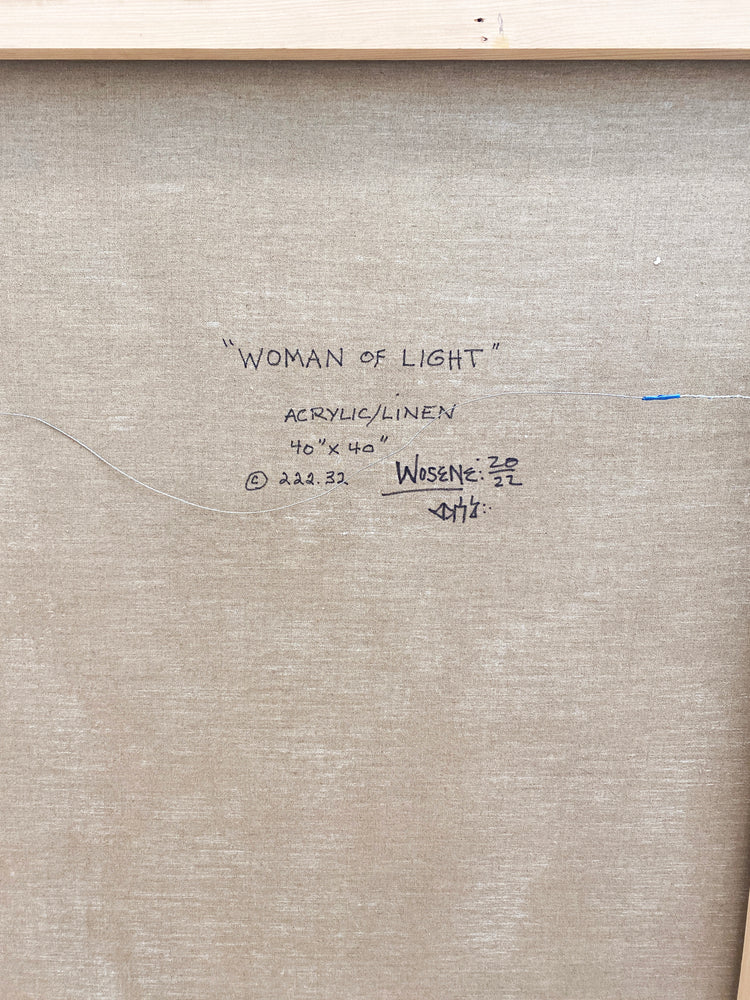 "WOMAN OF LIGHT"
ACRYLIC/LINEN
40"x 40"
© 222.32 WOSENE: 20/22